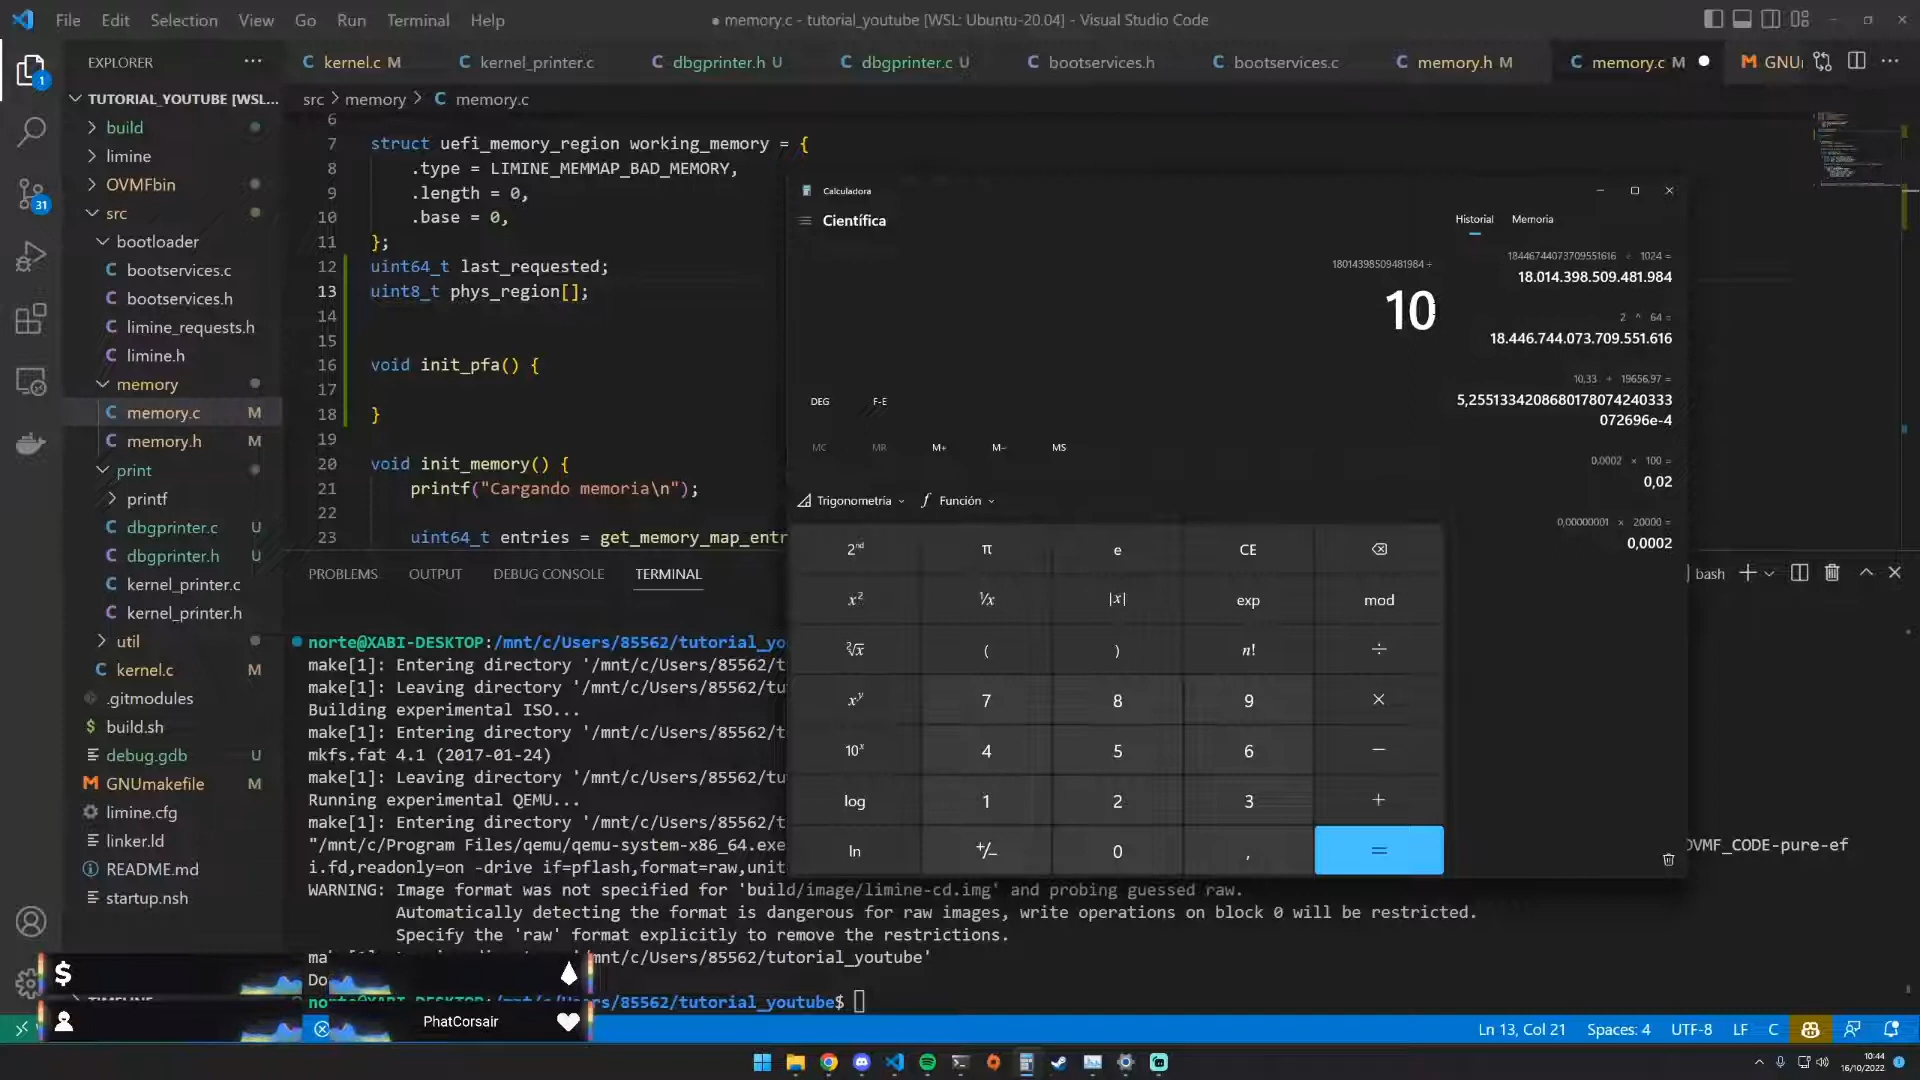 File Edit Selection View Go Run Terminal Help
● memory.c - tutorial_youtube [WSL: Ubuntu-20.04] - Visual Studio Code
EXPLORER
C kernel.c M
C kernel_printer.c
C dbgprinter.h U
C dbgprinter.c U
C bootservices.h
C bootservices.c
C memory.h M
C memory.c M
M GNU
1
TUTORIAL_YOUTUBE [WSL...
build
limine
OVMFbin
31
src
bootloader
C bootservices.c
C bootservices.h
C limine_requests.h
C limine.h
memory
C memory.c M
C memory.h M
print
printf
C dbgprinter.c U
C dbgprinter.h U
C kernel_printer.c
C kernel_printer.h
util
C kernel.c M
.gitmodules
$ build.sh
debug.gdb U
M GNUmakefile M
limine.cfg
linker.ld
README.md
startup.nsh
src > memory > C memory.c
6
7 struct uefi_memory_region working_memory = {
8 .type = LIMINE_MEMMAP_BAD_MEMORY,
9 .length = 0,
10 .base = 0,
11 };
12 uint64_t last_requested;
13 uint8_t phys_region[];
14
15
16 void init_pfa() {
17
18 }
19
20 void init_memory() {
21 printf("Cargando memoria\n");
22
23 uint64_t entries = get_memory_map_entr
Calculadora
Científica
18014398509481984 ÷
10
DEG F-E
MC MR M+ M− MS
Trigonometría Función
2nd π e CE
x² ¹/x |x| exp mod
²√x ( ) n! ÷
xʸ 7 8 9 ×
10ˣ 4 5 6 −
log 1 2 3 +
ln +/− 0 , =
Historial Memoria
18446744073709551616 ÷ 1024 =
18.014.398.509.481.984
2 ^ 64 =
18.446.744.073.709.551.616
10,33 ÷ 19656,97 =
5,2551334208680178074240333
072696e-4
0,0002 × 100 =
0,02
0,00000001 × 20000 =
0,0002
PROBLEMS OUTPUT DEBUG CONSOLE TERMINAL
bash
norte@XABI-DESKTOP:/mnt/c/Users/85562/tutorial_yo
make[1]: Entering directory '/mnt/c/Users/85562/t
make[1]: Leaving directory '/mnt/c/Users/85562/tu
Building experimental ISO...
make[1]: Entering directory '/mnt/c/Users/85562/t
mkfs.fat 4.1 (2017-01-24)
make[1]: Leaving directory '/mnt/c/Users/85562/tu
Running experimental QEMU...
make[1]: Entering directory '/mnt/c/Users/85562/t
"/mnt/c/Program Files/qemu/qemu-system-x86_64.exe
OVMF_CODE-pure-ef
i.fd,readonly=on -drive if=pflash,format=raw,unit
WARNING: Image format was not specified for 'build/image/limine-cd.img' and probing guessed raw.
Automatically detecting the format is dangerous for raw images, write operations on block 0 will be restricted.
Specify the 'raw' format explicitly to remove the restrictions.
mnt/c/Users/85562/tutorial_youtube'
Do
norte@XABI-DESKTOP:/mnt/c/Users/85562/tutorial_youtube$
$
PhatCorsair
Ln 13, Col 21 Spaces: 4 UTF-8 LF C
10:44
16/10/2022